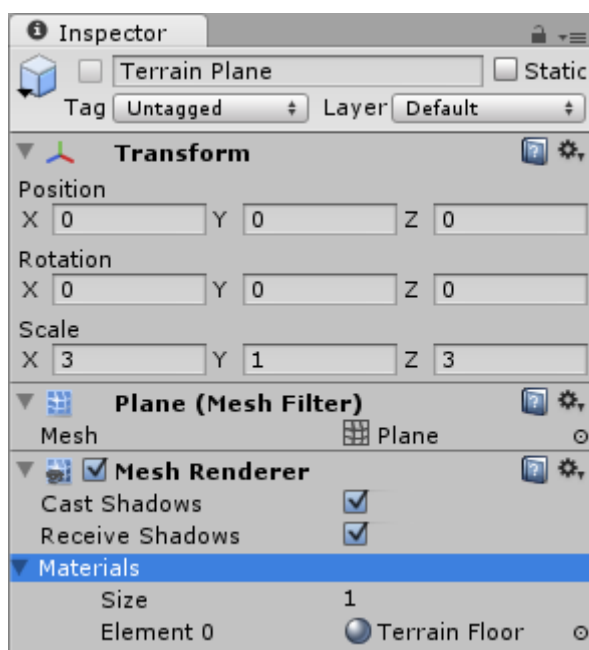 Inspector
Terrain Plane Static
Tag Untagged Layer Default
Transform
Position
X 0 Y 0 Z 0
Rotation
X 0 Y 0 Z 0
Scale
X 3 Y 1 Z 3
Plane (Mesh Filter)
Mesh Plane
Mesh Renderer
Cast Shadows
Receive Shadows
Materials
Size 1
Element 0 Terrain Floor